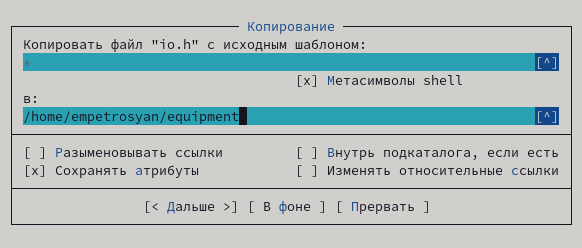 Копирование
Копировать файл "io.h" с исходным шаблоном:
* [^]
[x] Метасимволы shell
в:
/home/empetrosyan/equipment [^]
[ ] Разыменовывать ссылки [ ] Внутрь подкаталога, если есть
[x] Сохранять атрибуты [ ] Изменять относительные ссылки
[< Дальше >] [ В фоне ] [ Прервать ]